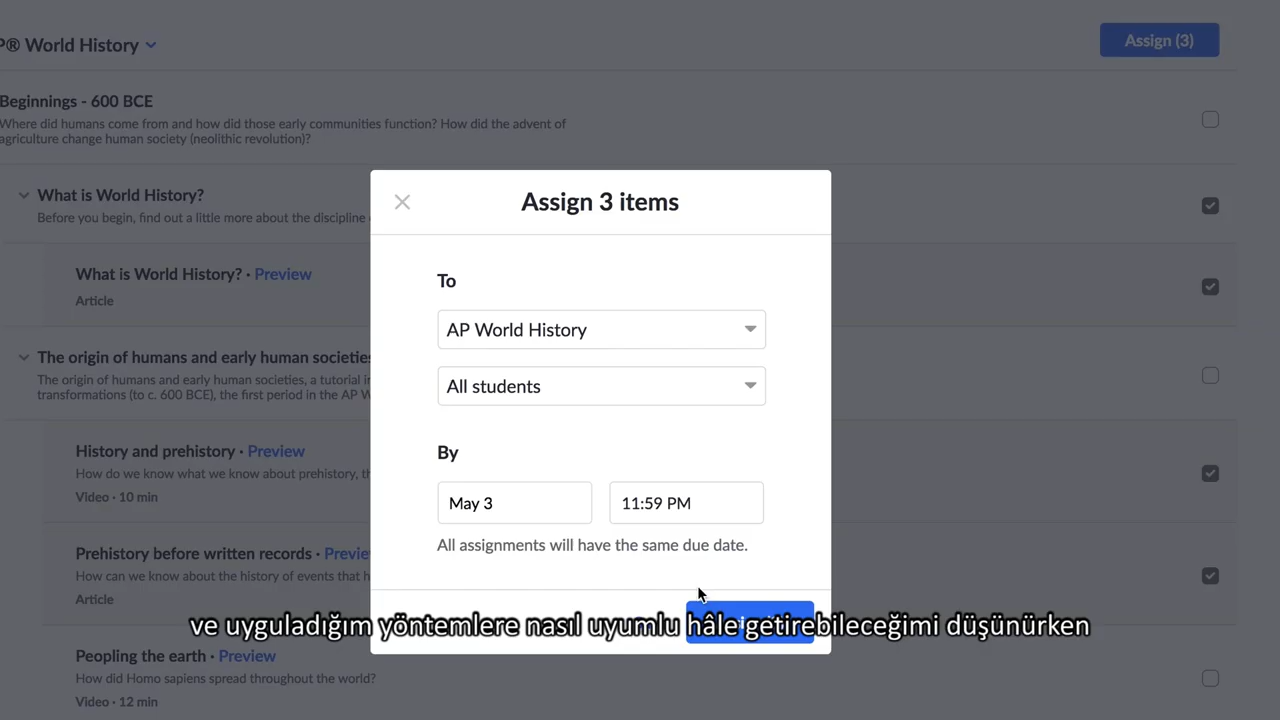 P® World History
Assign (3)
Beginnings - 600 BCE
Where did humans come from and how did those early communities function? How did the advent of
agriculture change human society (neolithic revolution)?
What is World History?
Before you begin, find out a little more about the discipline
What is World History? · Preview
Article
The origin of humans and early human societies
The origin of humans and early human societies, a tutorial
transformations (to c. 600 BCE), the first period in the AP
History and prehistory · Preview
How do we know what we know about prehistory,
Video · 10 min
Prehistory before written records · Preview
How can we know about the history of events that
Article
Peopling the earth · Preview
How did Homo sapiens spread throughout the world?
Video · 12 min
Assign 3 items
To
AP World History
All students
By
May 3
11:59 PM
All assignments will have the same due date.
ve uyguladığım yöntemlere nasıl uyumlu hâle getirebileceğimi düşünürken